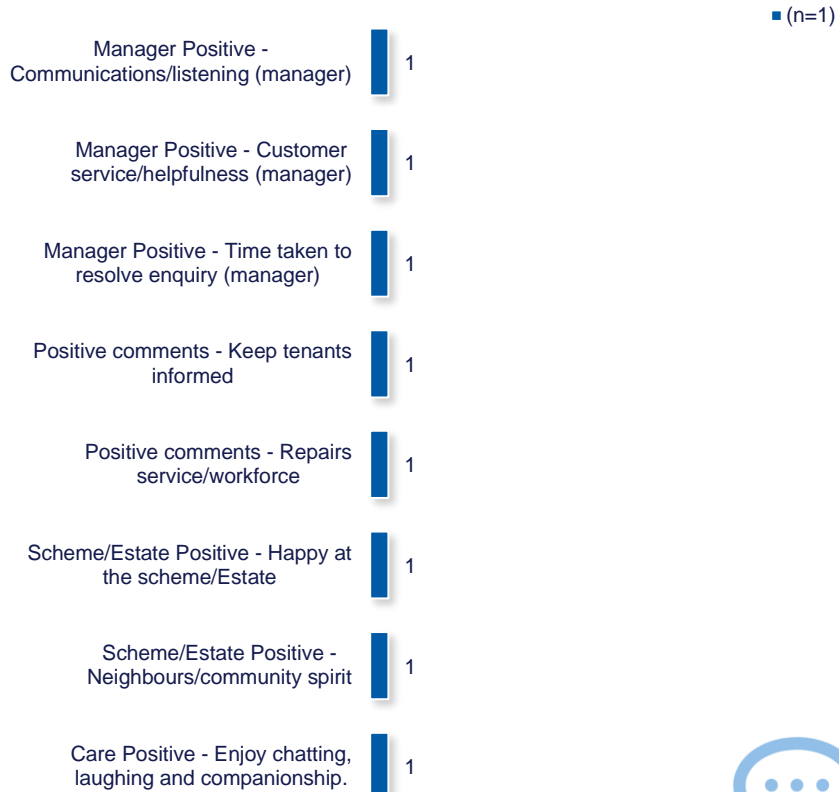 (n=1)
Manager Positive -
Communications/listening (manager)
1
Manager Positive - Customer
service/helpfulness (manager)
1
Manager Positive - Time taken to
resolve enquiry (manager)
1
Positive comments - Keep tenants
informed
1
Positive comments - Repairs
service/workforce
1
Scheme/Estate Positive - Happy at
the scheme/Estate
1
Scheme/Estate Positive -
Neighbours/community spirit
1
Care Positive - Enjoy chatting,
laughing and companionship.
1